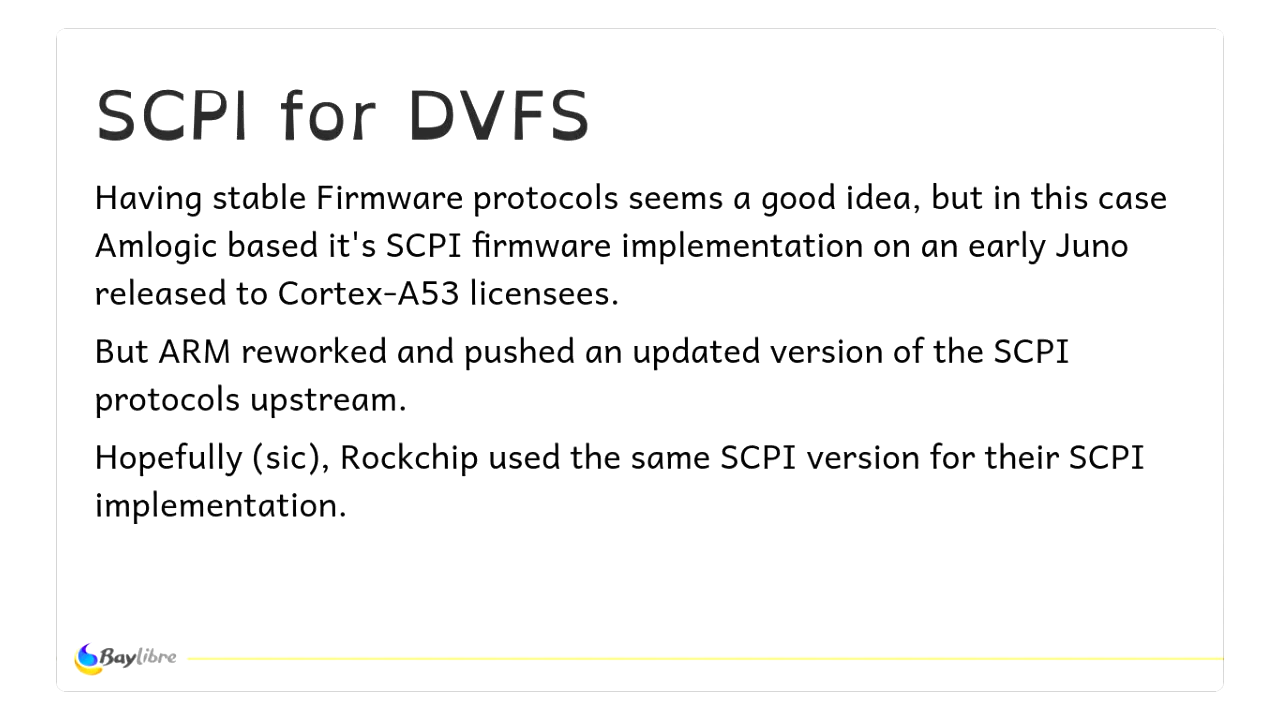 SCPI for DVFS
Having stable Firmware protocols seems a good idea, but in this case
Amlogic based it's SCPI firmware implementation on an early Juno
released to Cortex-A53 licensees.
But ARM reworked and pushed an updated version of the SCPI
protocols upstream.
Hopefully (sic), Rockchip used the same SCPI version for their SCPI
implementation.
Baylibre